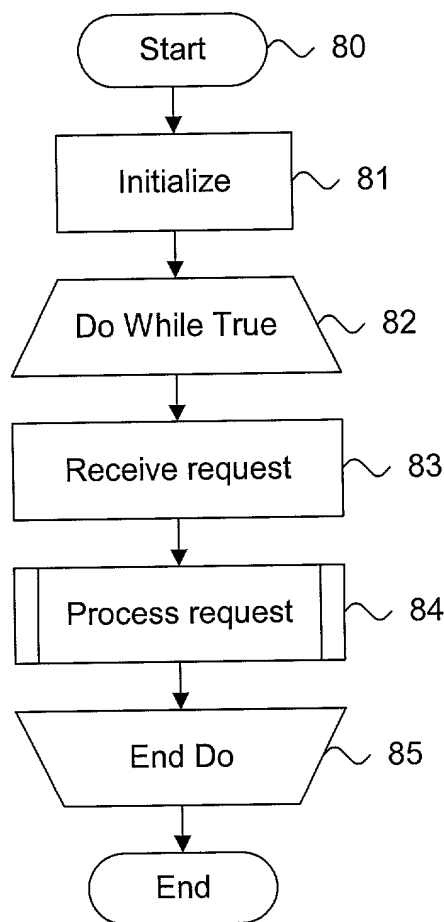 Start 80
Initialize 81
Do While True 82
Receive request 83
Process request 84
End Do 85
End